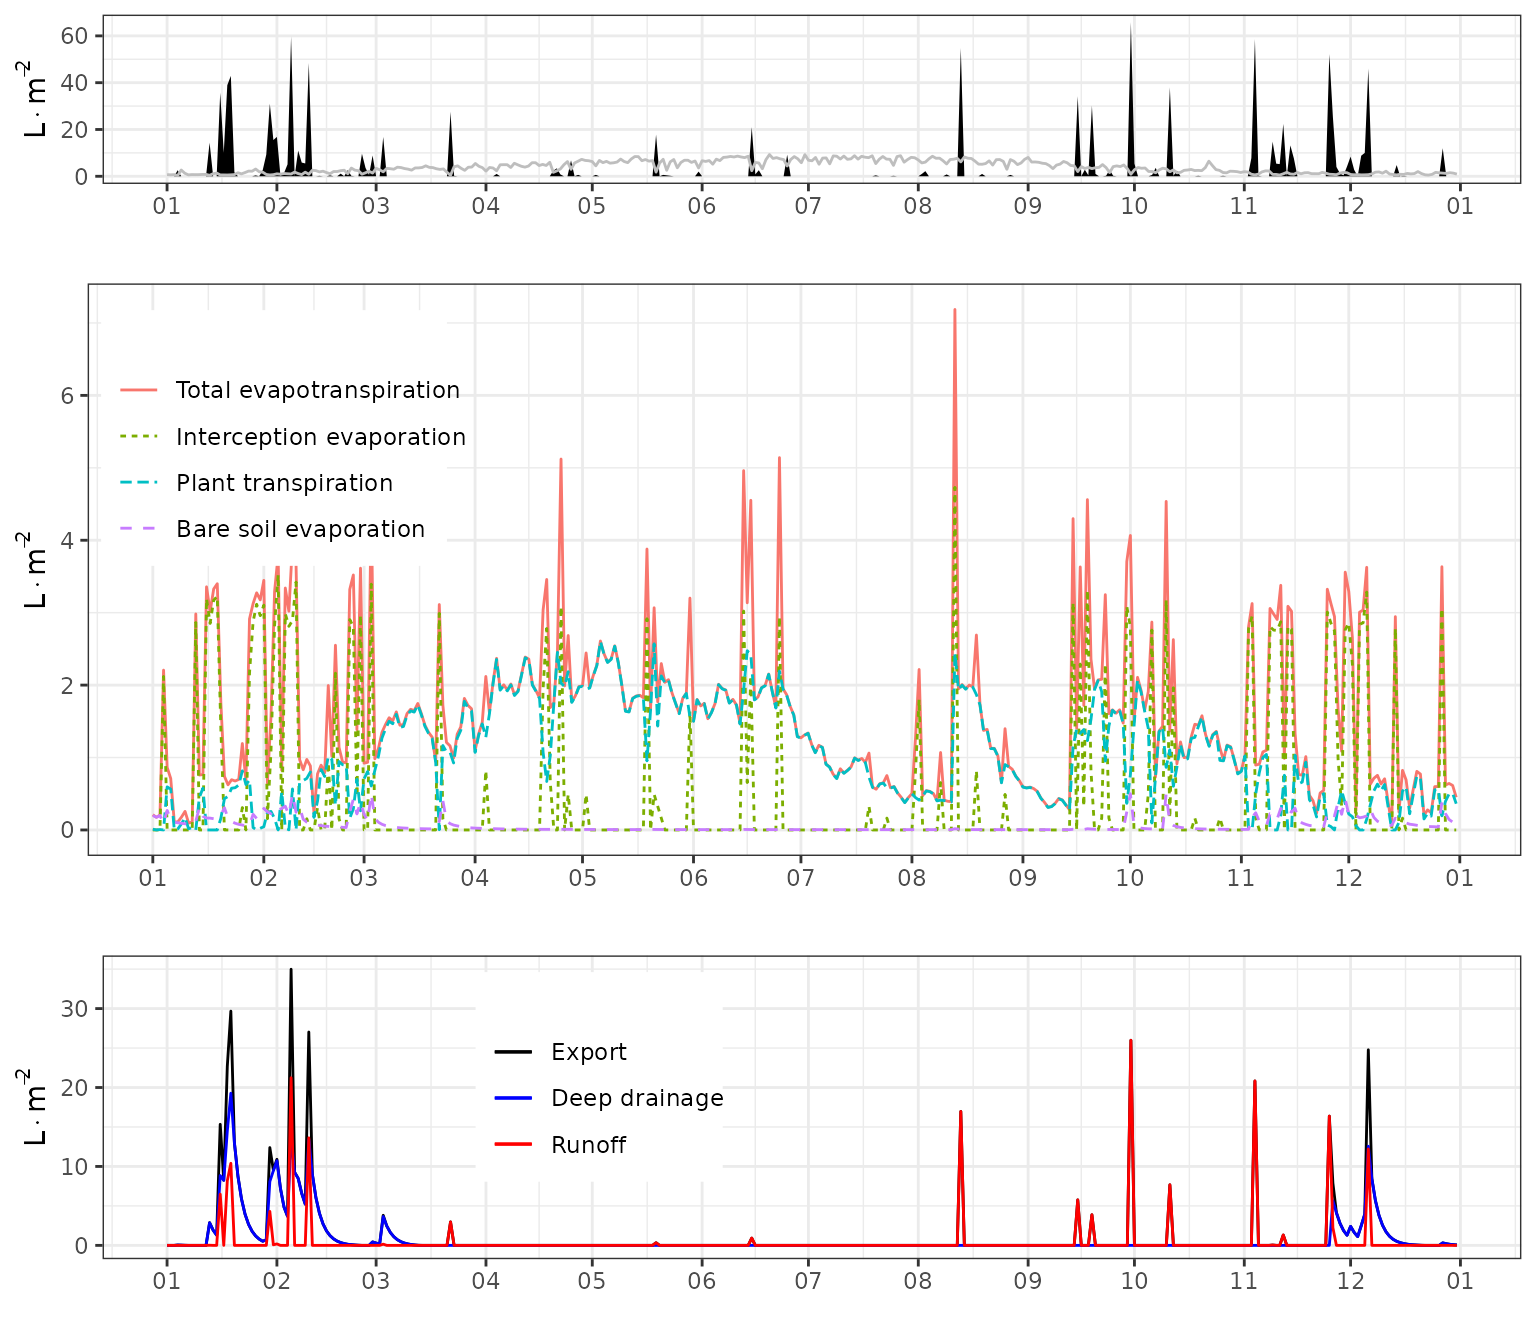 60
40
20
0
L · m⁻²
01 02 03 04 05 06 07 08 09 10 11 12 01
6
4
2
0
L · m⁻²
Total evapotranspiration
Interception evaporation
Plant transpiration
Bare soil evaporation
01 02 03 04 05 06 07 08 09 10 11 12 01
30
20
10
0
L · m⁻²
Export
Deep drainage
Runoff
01 02 03 04 05 06 07 08 09 10 11 12 01